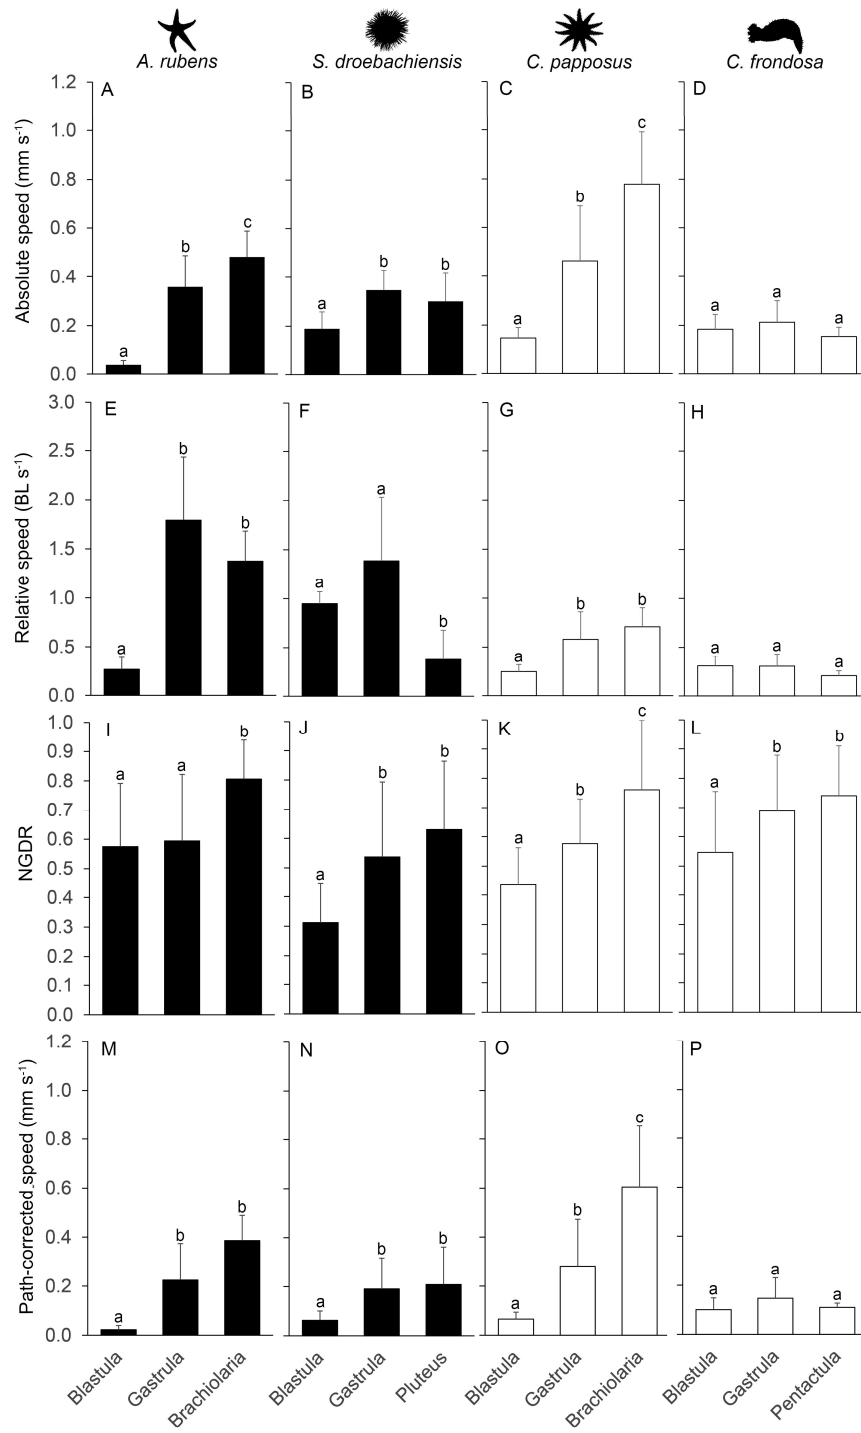 A. rubens
S. droebachiensis
C. papposus
C. frondosa
Absolute speed (mm s-1)
1.2
1.0
0.8
0.6
0.4
0.2
0.0
A
a
b
c
B
a
b
b
C
a
b
c
D
a
a
a
Relative speed (BL s-1)
3.0
2.5
2.0
1.5
1.0
0.5
0.0
E
a
b
b
F
a
a
b
G
a
b
b
H
a
a
a
NGDR
1.0
0.9
0.8
0.7
0.6
0.5
0.4
0.3
0.2
0.1
0.0
I
a
a
b
J
a
b
b
K
a
b
c
L
a
b
b
Path-corrected speed (mm s-1)
1.2
1.0
0.8
0.6
0.4
0.2
0.0
M
a
b
b
N
a
b
b
O
a
b
c
P
a
a
a
Blastula
Gastrula
Brachiolaria
Blastula
Gastrula
Pluteus
Blastula
Gastrula
Brachiolaria
Blastula
Gastrula
Pentactula